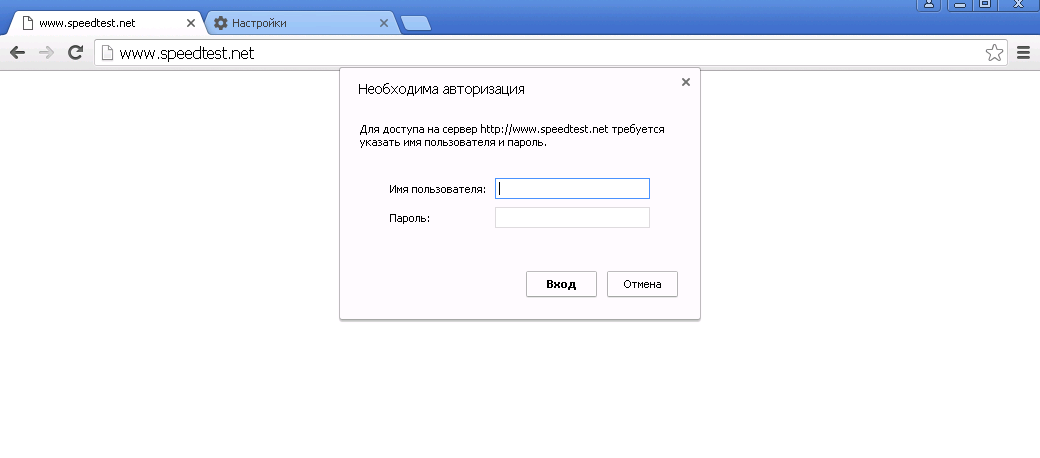 www.speedtest.net
Настройки
www.speedtest.net
Необходима авторизация
Для доступа на сервер http://www.speedtest.net требуется
указать имя пользователя и пароль.
Имя пользователя:
Пароль:
Вход
Отмена